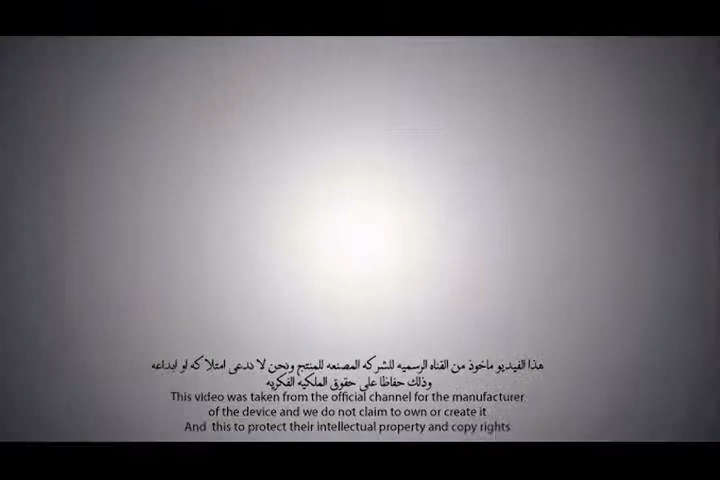 هذا الفيديو ماخوذ من القناه الرسميه للشركه المصنعه للمنتج ونحن لا ندعى امتلاكه او ابداعه
وذلك حفاظا على حقوق الملكيه الفكريه
This video was taken from the official channel for the manufacturer
of the device and we do not claim to own or create it
And this to protect their intellectual property and copy rights